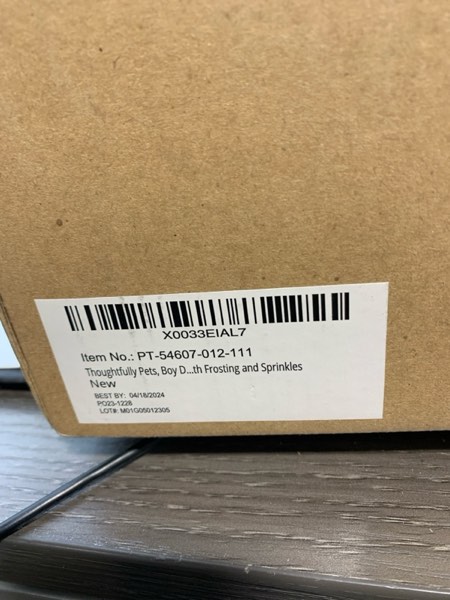 X0033EIAL7
Item No.: PT-54607-012-111
Thoughtfully Pets, Boy D...th Frosting and Sprinkles
New
BEST BY: 04/18/2024
PO23-1228
LOT#: M01G05012305